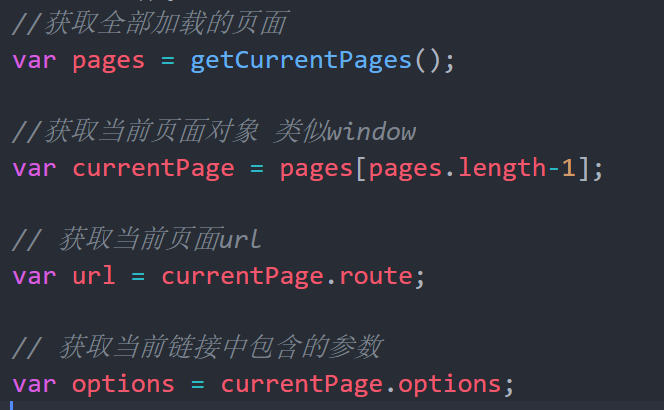 //获取全部加载的页面
var pages = getCurrentPages();
//获取当前页面对象 类似window
var currentPage = pages[pages.length-1];
// 获取当前页面url
var url = currentPage.route;
// 获取当前链接中包含的参数
var options = currentPage.options;